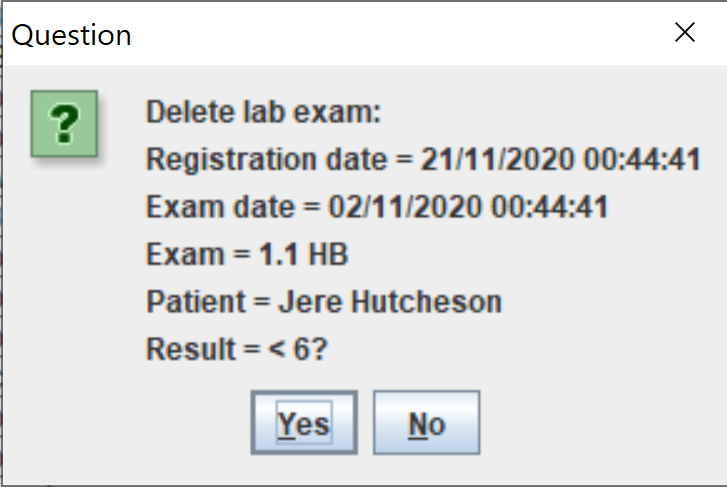 Question
Delete lab exam:
Registration date = 21/11/2020 00:44:41
Exam date = 02/11/2020 00:44:41
Exam = 1.1 HB
Patient = Jere Hutcheson
Result = < 6?
Yes No